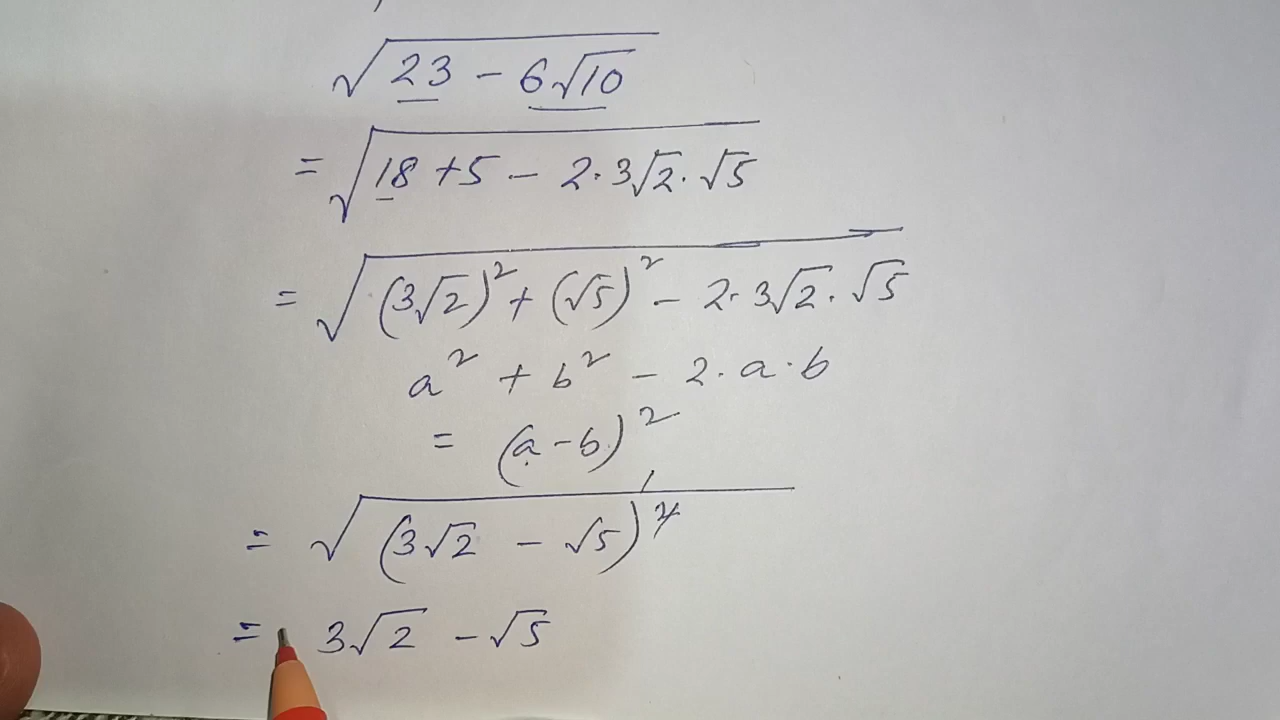 √(23 - 6√10)
= √(18 + 5 - 2·3√2·√5)
= √((3√2)² + (√5)² - 2·3√2·√5)
a² + b² - 2·a·b
= (a - b)²
= √((3√2 - √5)²)
= 3√2 - √5